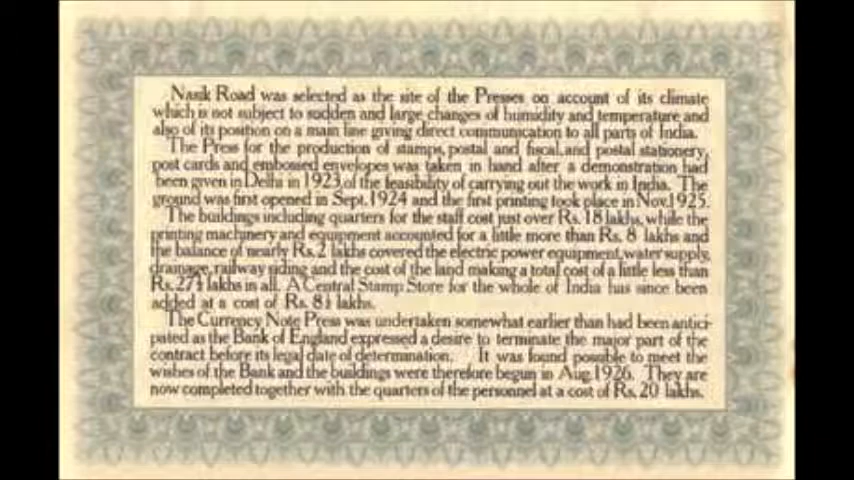 Nasik Road was selected as the site of the Presses on account of its climate
which is not subject to sudden and large changes of humidity and temperature and
also of its position on a main line giving direct communication to all parts of India.
The Press for the production of stamps, postal and fiscal, and postal stationery,
post cards and embossed envelopes was taken in hand after a demonstration had
been given in Delhi in 1923, of the feasibility of carrying out the work in India. The
ground was first opened in Sept. 1924 and the first printing took place in Nov. 1925.
The buildings including quarters for the staff cost just over Rs. 18 lakhs, while the
printing machinery and equipment accounted for a little more than Rs. 8 lakhs and
the balance of nearly Rs. 2 lakhs covered the electric power equipment, water supply,
drainage, railway siding and the cost of the land making a total cost of a little less than
Rs. 27½ lakhs in all. A Central Stamp Store for the whole of India has since been
added at a cost of Rs. 8½ lakhs.
The Currency Note Press was undertaken somewhat earlier than had been antici-
pated as the Bank of England expressed a desire to terminate the major part of the
contract before its legal date of determination. It was found possible to meet the
wishes of the Bank and the buildings were therefore begun in Aug. 1926. They are
now completed together with the quarters of the personnel at a cost of Rs. 20 lakhs.